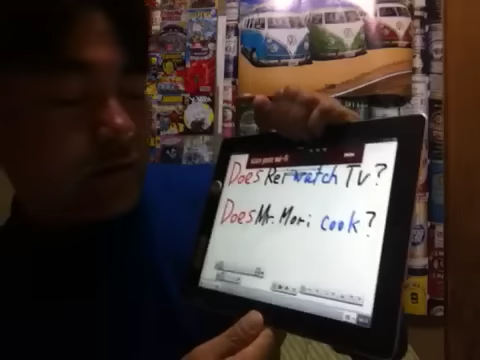 Does Rei watch TV?
Does Mr. Mori cook?